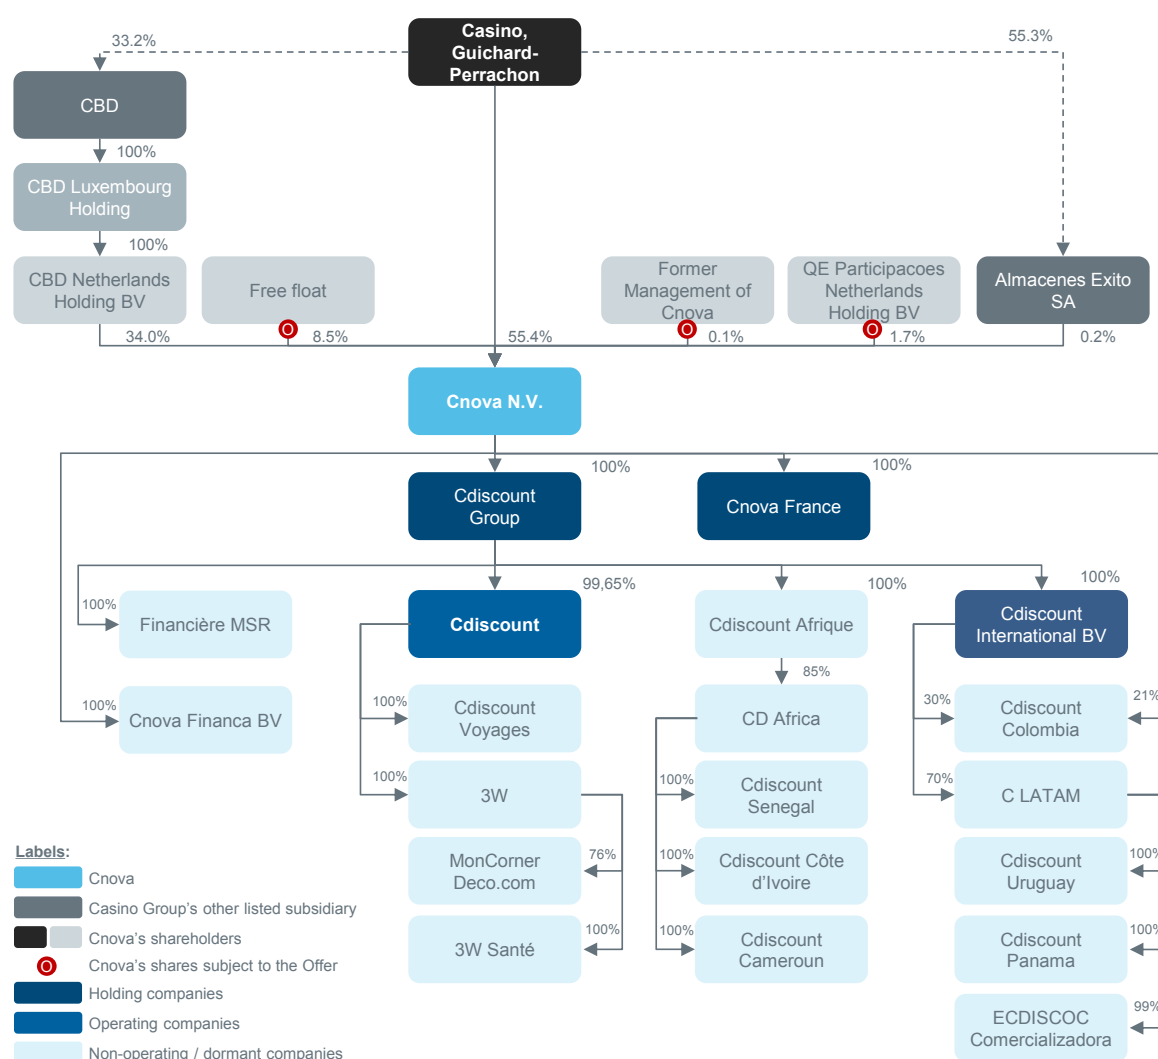 Casino,
Guichard-
Perrachon
33.2%
55.3%
CBD
100%
CBD Luxembourg
Holding
100%
CBD Netherlands
Holding BV
Free float
Former
Management of
Cnova
QE Participacoes
Netherlands
Holding BV
Almacenes Exito
SA
O
O
O
34.0%
8.5%
55.4%
0.1%
1.7%
0.2%
Cnova N.V.
100%
100%
Cdiscount
Group
Cnova France
99,65%
100%
100%
100%
Financière MSR
Cdiscount
Cdiscount Afrique
Cdiscount
International BV
85%
100%
Cnova Financa BV
100%
Cdiscount
Voyages
CD Africa
30%
Cdiscount
Colombia
21%
100%
3W
100%
Cdiscount
Senegal
70%
C LATAM
MonCorner
Deco.com
76%
100%
Cdiscount Côte
d'Ivoire
Cdiscount
Uruguay
100%
3W Santé
100%
100%
Cdiscount
Cameroun
Cdiscount
Panama
100%
ECDISCOC
Comercializadora
99%
Labels:
Cnova
Casino Group's other listed subsidiary
Cnova's shareholders
O Cnova's shares subject to the Offer
Holding companies
Operating companies
Non-operating / dormant companies